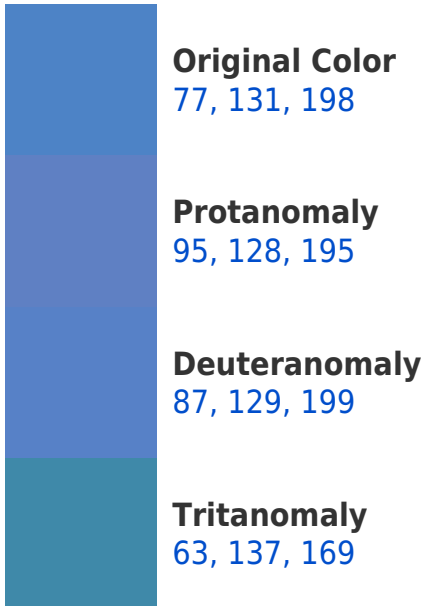 Original Color
77, 131, 198
Protanomaly
95, 128, 195
Deuteranomaly
87, 129, 199
Tritanomaly
63, 137, 169